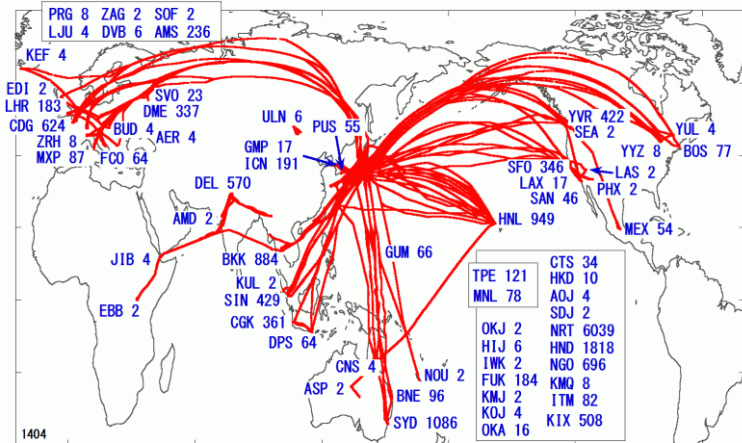 PRG 8 ZAG 2 SOF 2
LJU 4 DVB 6 AMS 236
KEF 4
EDI 2
LHR 183
CDG 624
ZRH 8
MXP 87
SVO 23
DME 337
BUD 4
AER 4
FCO 64
ULN 6
PUS 55
GMP 17
ICN 191
DEL 570
AMD 2
JIB 4
EBB 2
BKK 884
KUL 2
SIN 429
CGK 361
DPS 64
GUM 66
HNL 949
YVR 422
SEA 2
YUL 4
YYZ 8
BOS 77
SFO 346
LAS 2
LAX 17
PHX 2
SAN 46
MEX 54
CNS 4
ASP 2
NOU 2
BNE 96
SYD 1086
TPE 121
MNL 78
CTS 34
HKD 10
AOJ 4
SDJ 2
OKJ 2
NRT 6039
HIJ 6
HND 1818
IWK 2
NGO 696
FUK 184
KMQ 8
KMJ 2
ITM 82
KOJ 4
KIX 508
OKA 16
1404